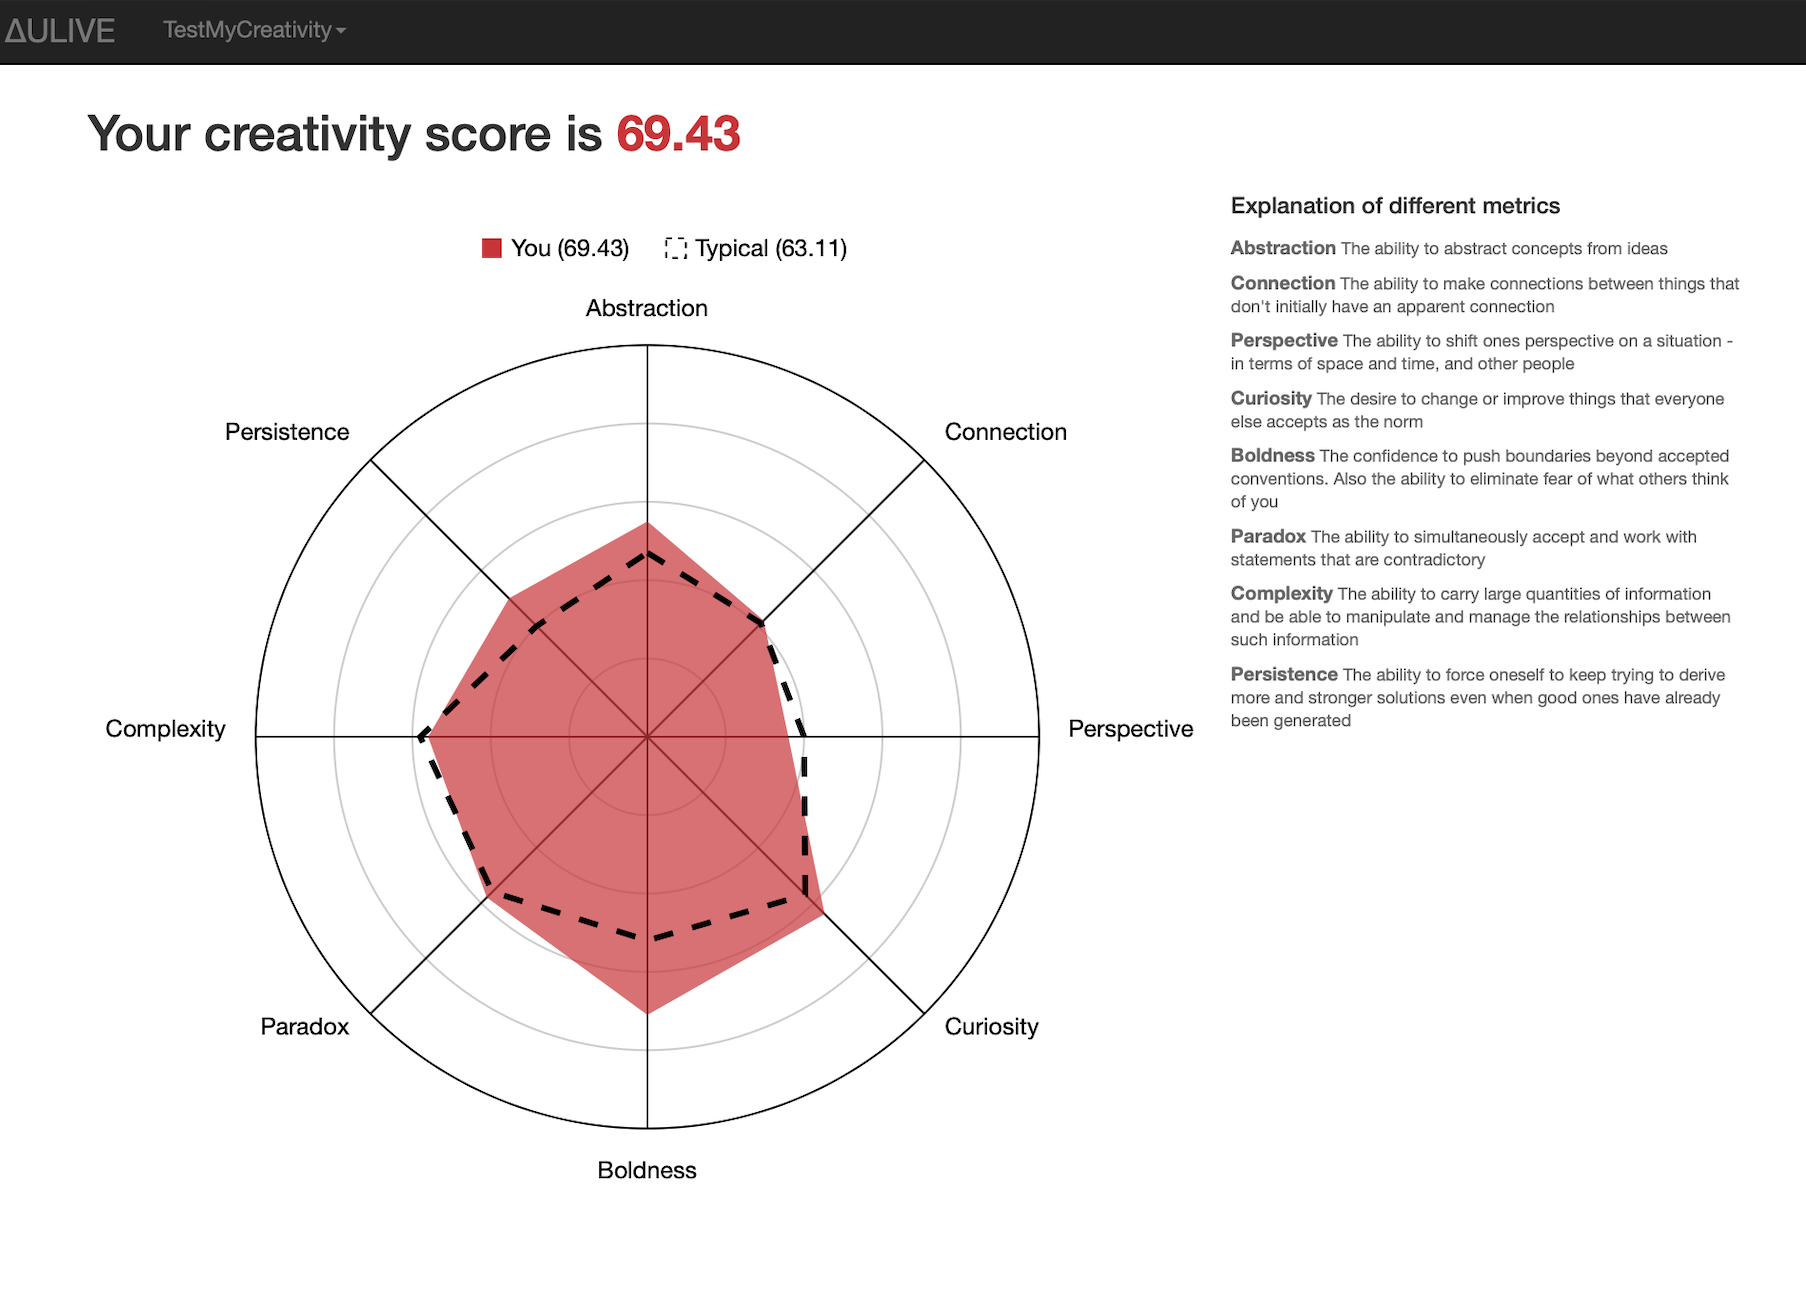 ΔULIVE TestMyCreativity
Your creativity score is 69.43
You (69.43) Typical (63.11)
Abstraction
Persistence
Connection
Complexity
Perspective
Paradox
Curiosity
Boldness
Explanation of different metrics
Abstraction The ability to abstract concepts from ideas
Connection The ability to make connections between things that
don't initially have an apparent connection
Perspective The ability to shift ones perspective on a situation -
in terms of space and time, and other people
Curiosity The desire to change or improve things that everyone
else accepts as the norm
Boldness The confidence to push boundaries beyond accepted
conventions. Also the ability to eliminate fear of what others think
of you
Paradox The ability to simultaneously accept and work with
statements that are contradictory
Complexity The ability to carry large quantities of information
and be able to manipulate and manage the relationships between
such information
Persistence The ability to force oneself to keep trying to derive
more and stronger solutions even when good ones have already
been generated